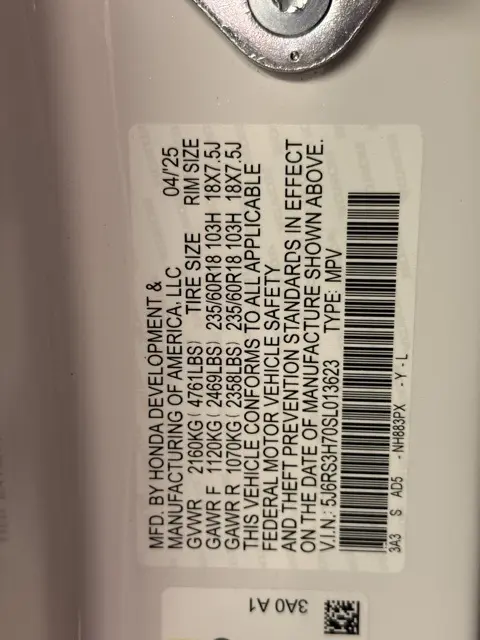 MFD. BY HONDA DEVELOPMENT &
MANUFACTURING OF AMERICA, LLC 04/'25
GVWR 2160KG( 4761LBS) TIRE SIZE RIM SIZE
GAWR F 1120KG( 2469LBS) 235/60R18 103H 18X7.5J
GAWR R 1070KG( 2358LBS) 235/60R18 103H 18X7.5J
THIS VEHICLE CONFORMS TO ALL APPLICABLE
FEDERAL MOTOR VEHICLE SAFETY
AND THEFT PREVENTION STANDARDS IN EFFECT
ON THE DATE OF MANUFACTURE SHOWN ABOVE.
V.I.N.: 5J6RS3H70SL013623 TYPE: MPV
3A3 S AD5 - NH883PX - Y - L
3A0 A1